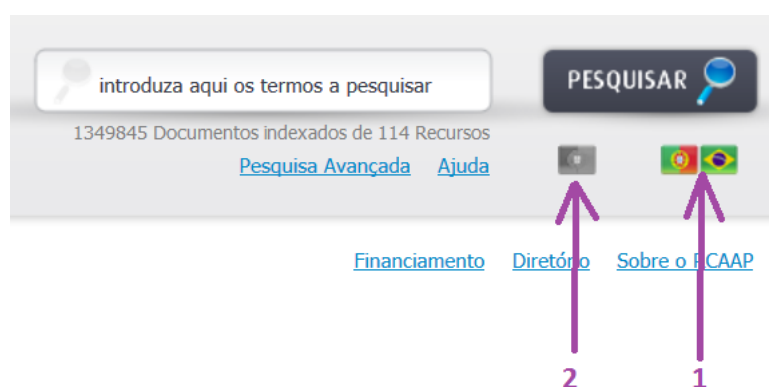 introduza aqui os termos a pesquisar
PESQUISAR
1349845 Documentos indexados de 114 Recursos
Pesquisa Avançada Ajuda
Financiamento Diretório Sobre o RCAAP
2 1